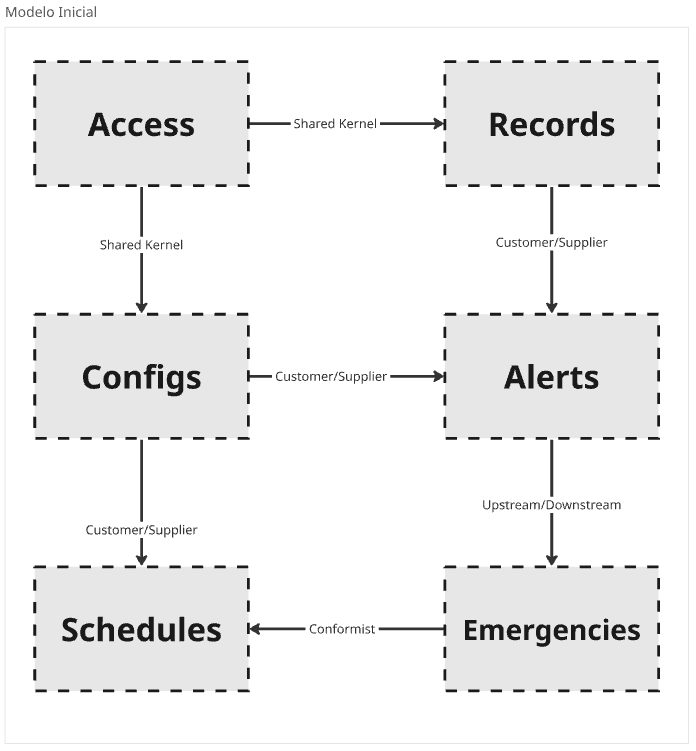 Modelo Inicial
Access
Shared Kernel
Records
Shared Kernel
Customer/Supplier
Configs
Customer/Supplier
Alerts
Customer/Supplier
Upstream/Downstream
Schedules
Conformist
Emergencies